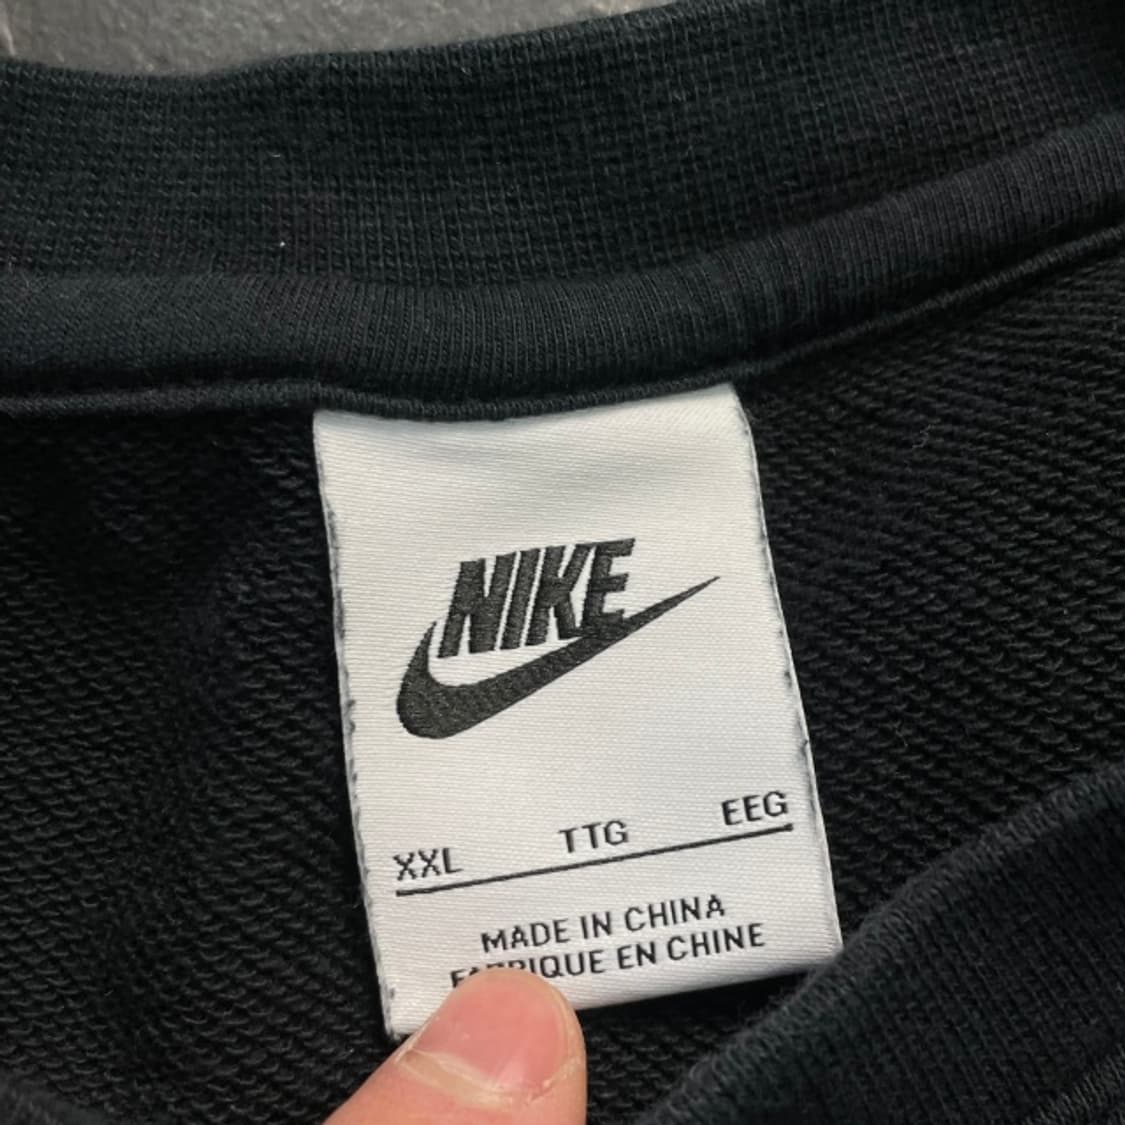 NIKE
XXL TTG EEG
MADE IN CHINA
EN CHINE